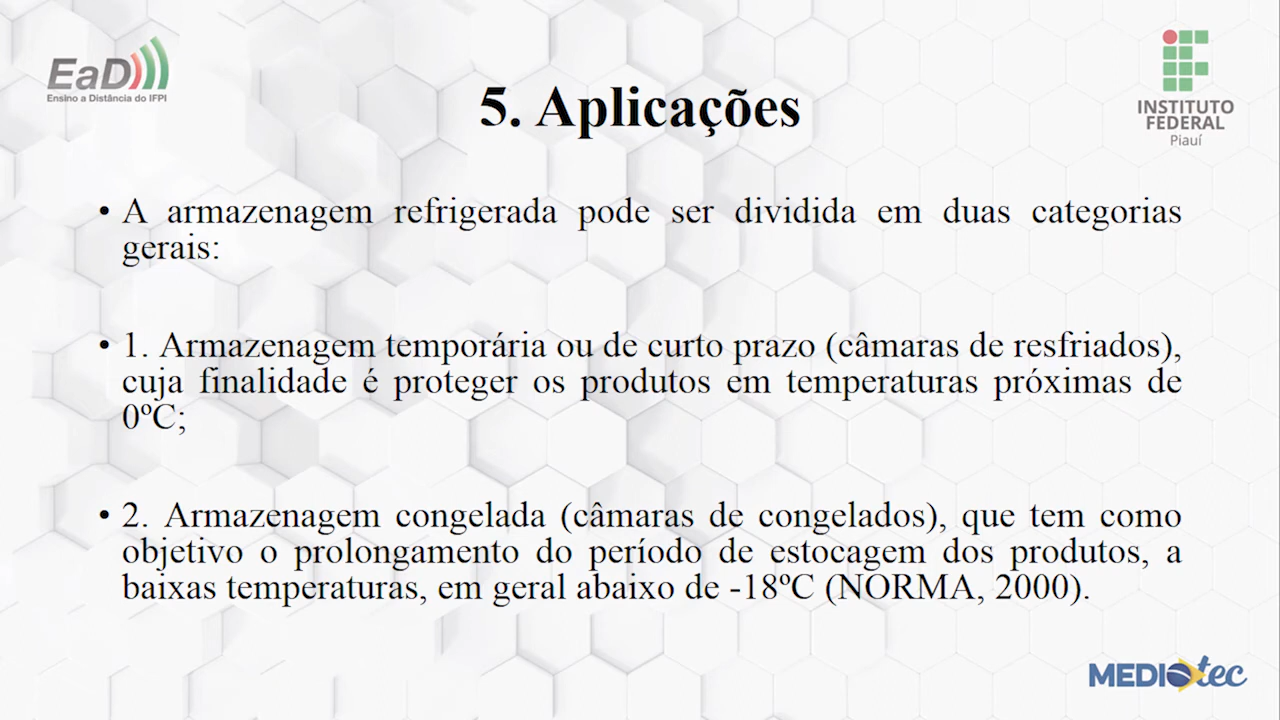 EaD
Ensino a Distância do IFPI
INSTITUTO
FEDERAL
Piauí
5. Aplicações
• A armazenagem refrigerada pode ser dividida em duas categorias
gerais:
• 1. Armazenagem temporária ou de curto prazo (câmaras de resfriados),
cuja finalidade é proteger os produtos em temperaturas próximas de
0ºC;
• 2. Armazenagem congelada (câmaras de congelados), que tem como
objetivo o prolongamento do período de estocagem dos produtos, a
baixas temperaturas, em geral abaixo de -18ºC (NORMA, 2000).
MEDIOtec